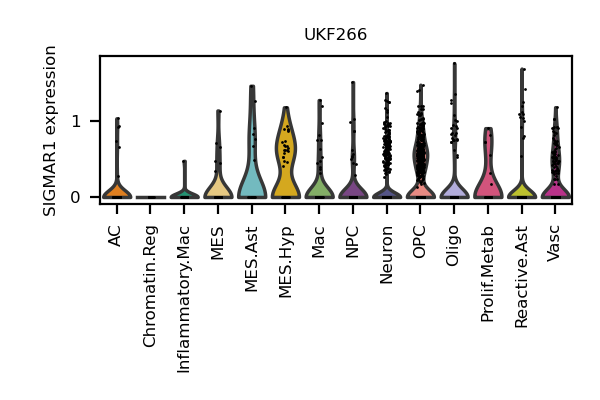 UKF266
SIGMAR1 expression
1
0
AC
Chromatin.Reg
Inflammatory.Mac
MES
MES.Ast
MES.Hyp
Mac
NPC
Neuron
OPC
Oligo
Prolif.Metab
Reactive.Ast
Vasc